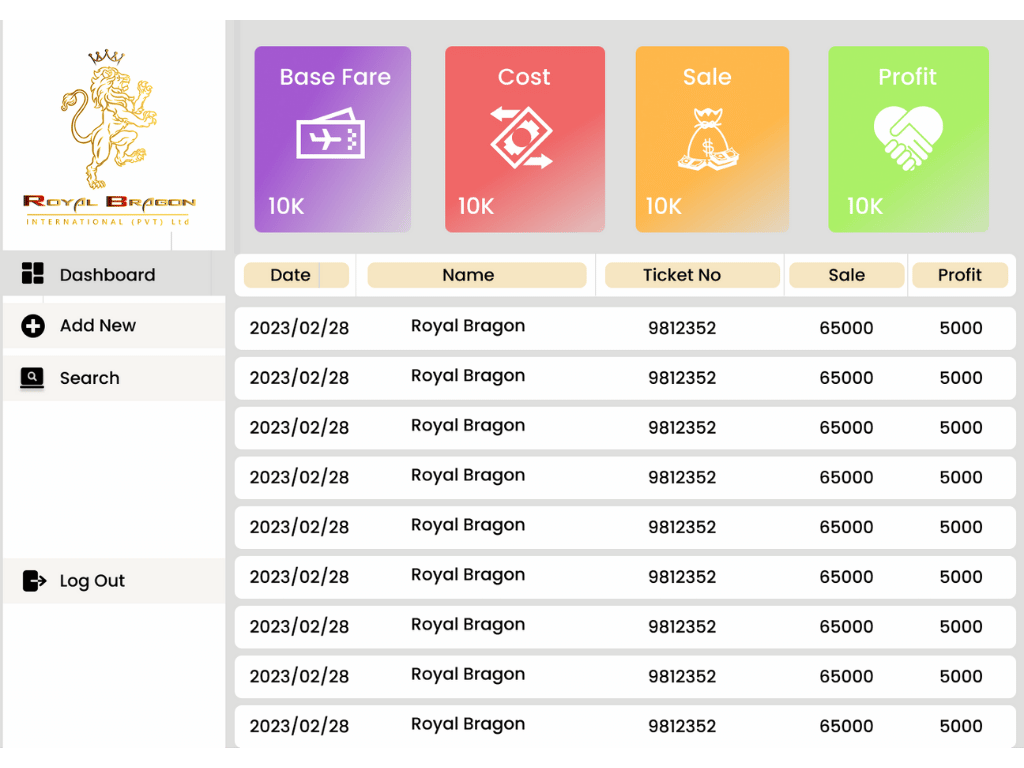 ROYAL BRAGON
INTERNATIONAL (PVT) Ltd
Dashboard
Add New
Search
Log Out
Base Fare
10K
Cost
10K
Sale
$
10K
Profit
10K
Date Name Ticket No Sale Profit
2023/02/28 Royal Bragon 9812352 65000 5000
2023/02/28 Royal Bragon 9812352 65000 5000
2023/02/28 Royal Bragon 9812352 65000 5000
2023/02/28 Royal Bragon 9812352 65000 5000
2023/02/28 Royal Bragon 9812352 65000 5000
2023/02/28 Royal Bragon 9812352 65000 5000
2023/02/28 Royal Bragon 9812352 65000 5000
2023/02/28 Royal Bragon 9812352 65000 5000
2023/02/28 Royal Bragon 9812352 65000 5000